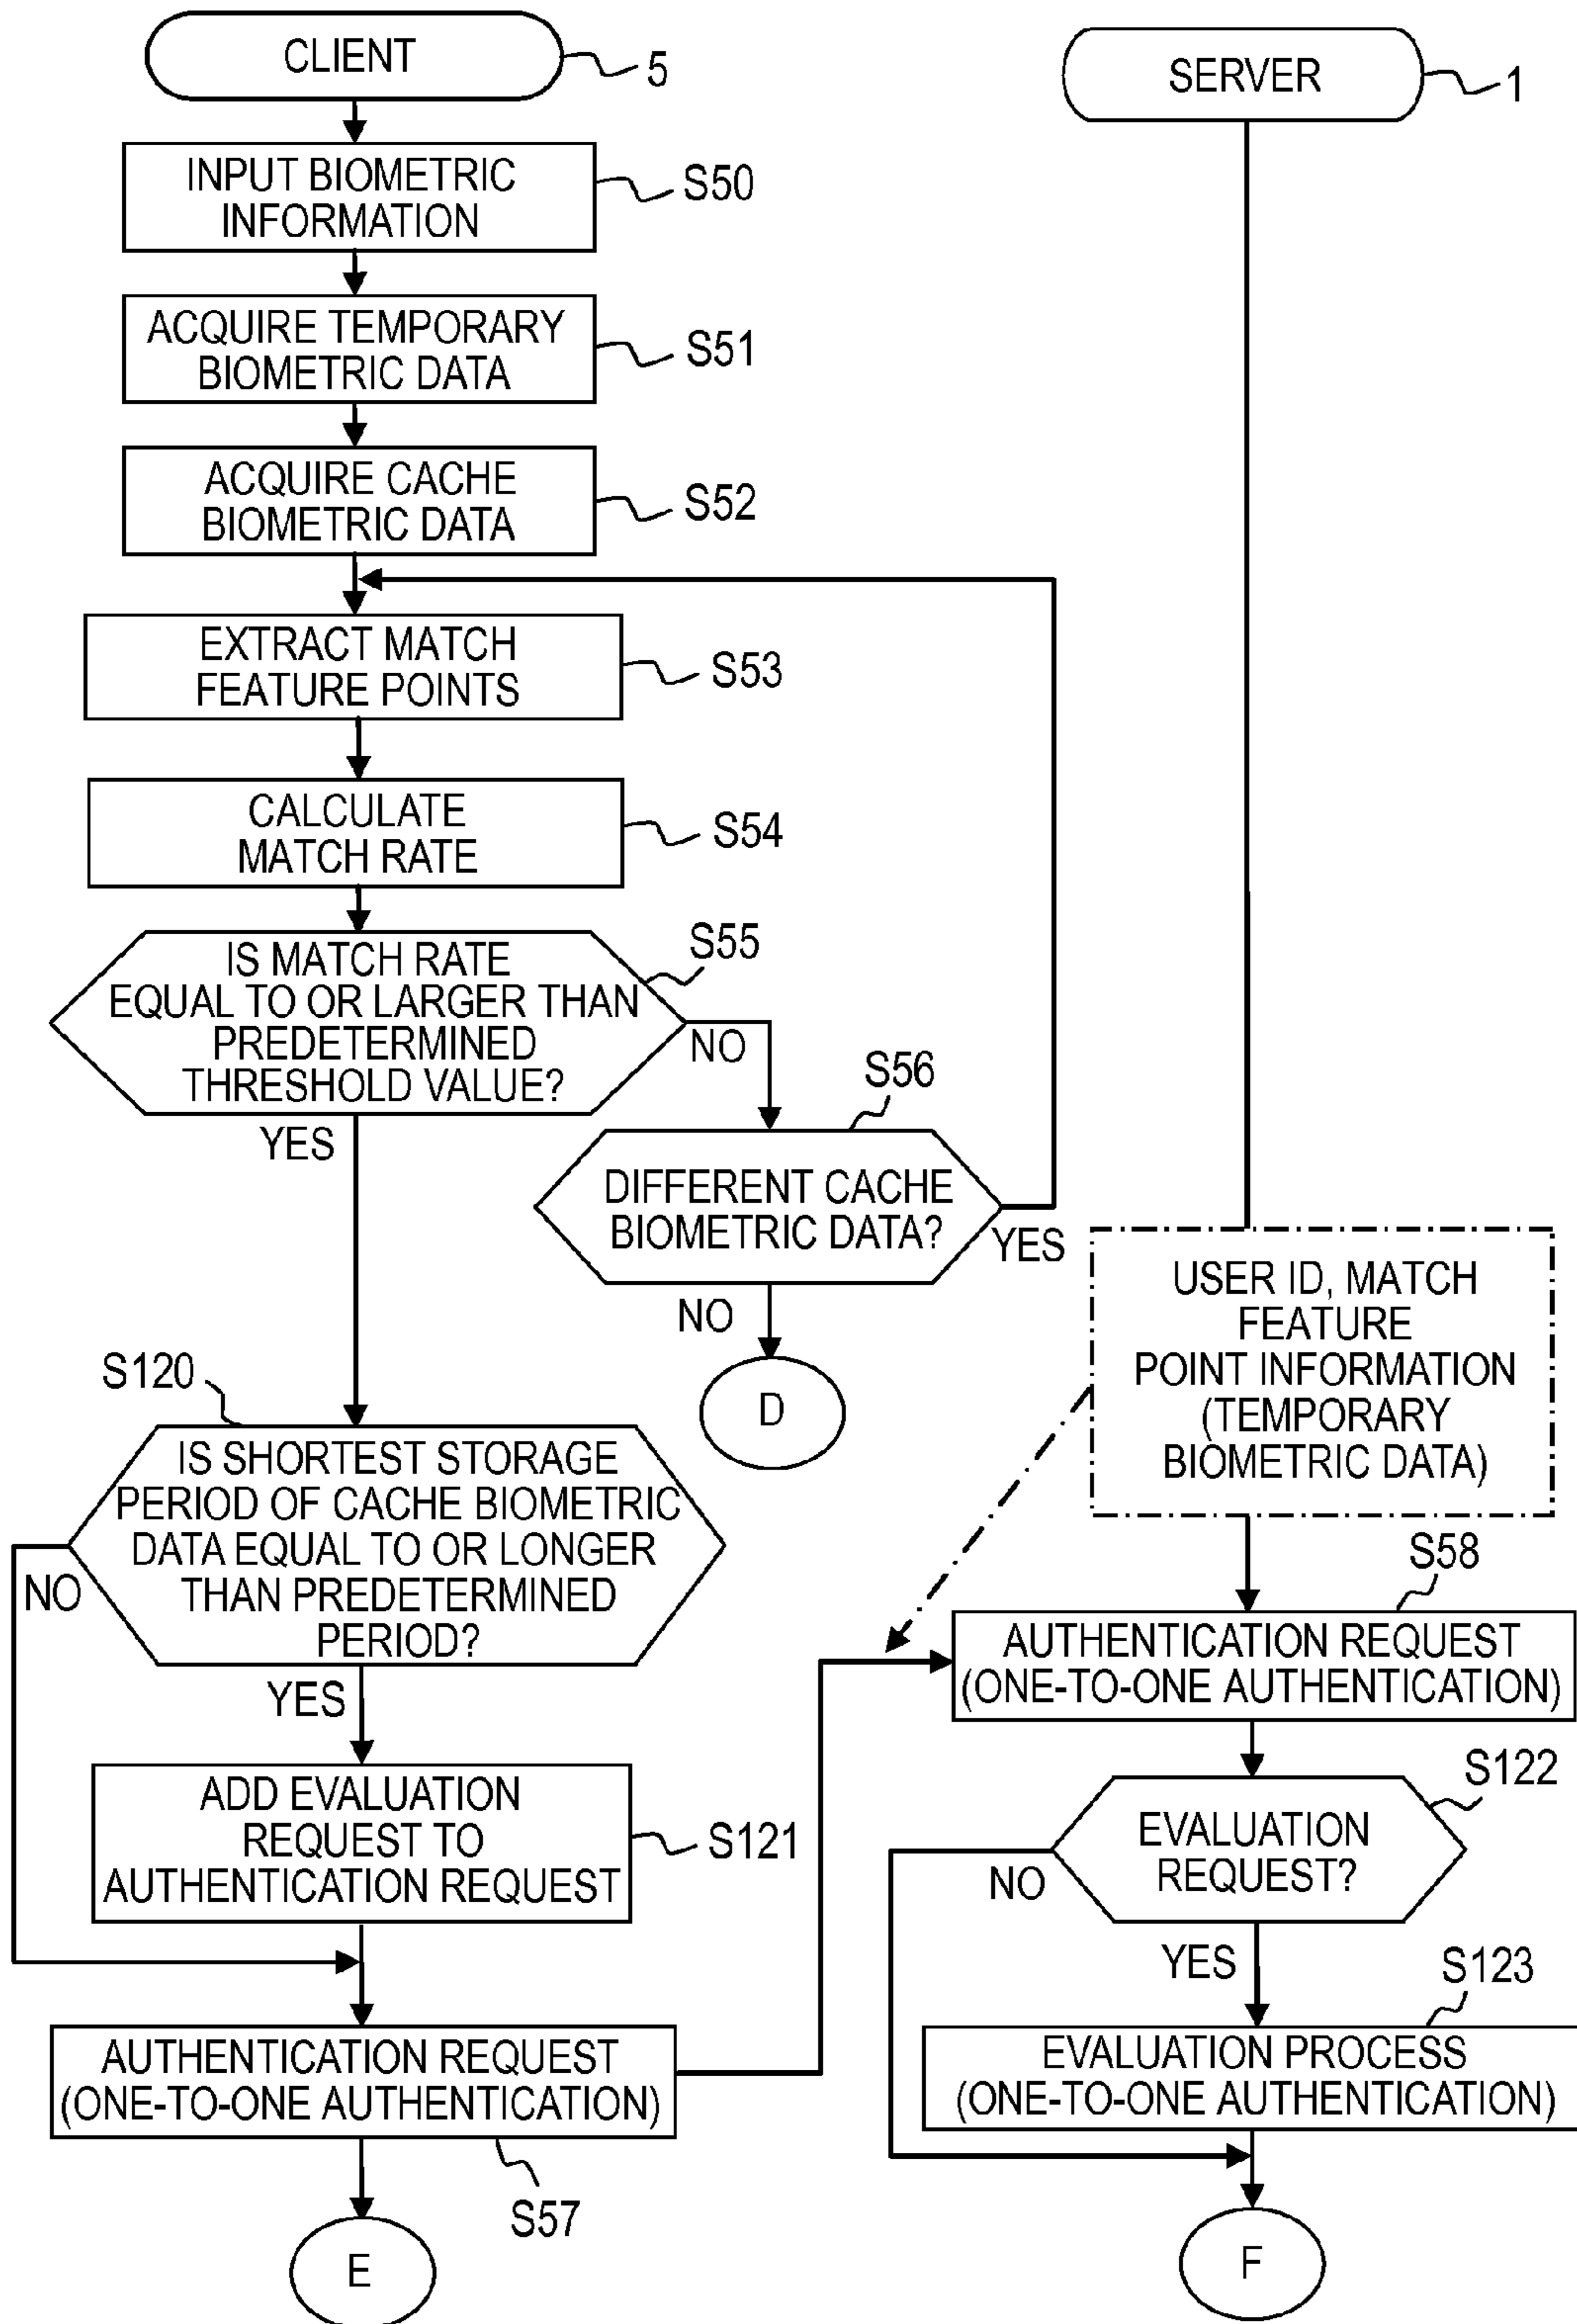 CLIENT
5
INPUT BIOMETRIC
INFORMATION
S50
ACQUIRE TEMPORARY
BIOMETRIC DATA
S51
ACQUIRE CACHE
BIOMETRIC DATA
S52
EXTRACT MATCH
FEATURE POINTS
S53
CALCULATE
MATCH RATE
S54
S55
IS MATCH RATE
EQUAL TO OR LARGER THAN
PREDETERMINED
THRESHOLD VALUE?
NO
YES
S56
DIFFERENT CACHE
BIOMETRIC DATA?
YES
NO
D
S120
IS SHORTEST STORAGE
PERIOD OF CACHE BIOMETRIC
DATA EQUAL TO OR LONGER
THAN PREDETERMINED
PERIOD?
NO
YES
ADD EVALUATION
REQUEST TO
AUTHENTICATION REQUEST
S121
AUTHENTICATION REQUEST
(ONE-TO-ONE AUTHENTICATION)
S57
E
SERVER
1
USER ID, MATCH
FEATURE
POINT INFORMATION
(TEMPORARY
BIOMETRIC DATA)
S58
AUTHENTICATION REQUEST
(ONE-TO-ONE AUTHENTICATION)
S122
EVALUATION
REQUEST?
NO
YES
S123
EVALUATION PROCESS
(ONE-TO-ONE AUTHENTICATION)
F